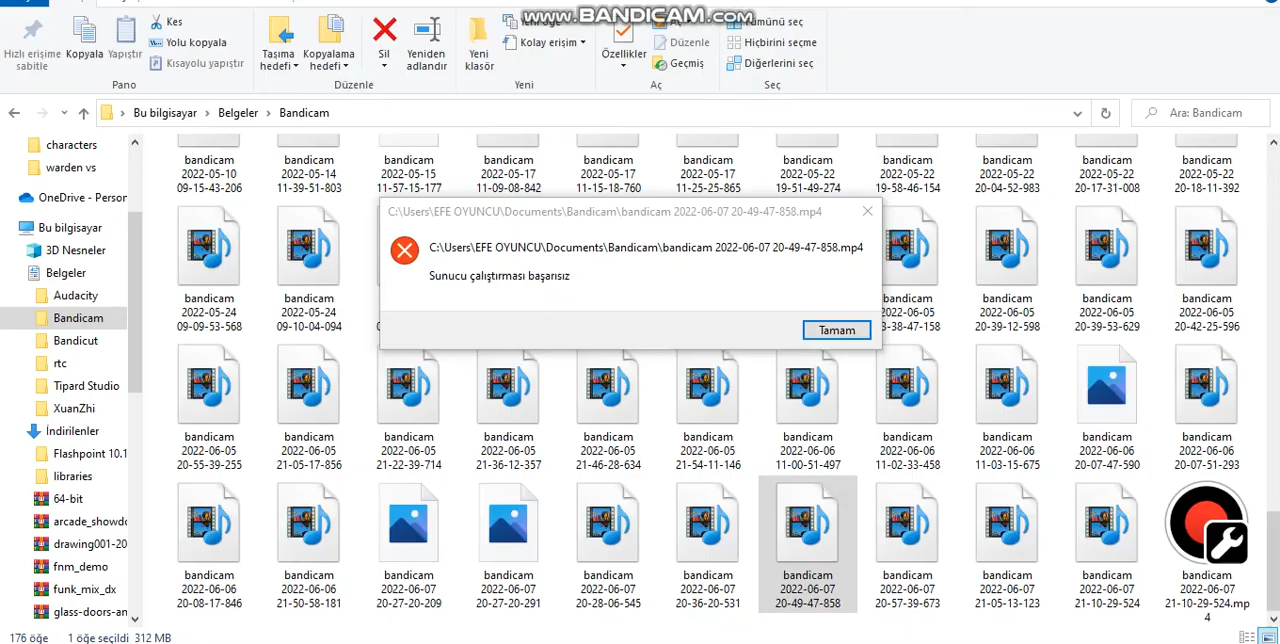 www.BANDICAM.com
Kes
Yolu kopyala
Kısayolu yapıştır
Hızlı erişime
sabitle
Kopyala
Yapıştır
Pano
Taşıma
hedefi
Kopyalama
hedefi
Sil
Yeniden
adlandır
Düzenle
Yeni
klasör
Kolay erişim
Yeni
Özellikler
Düzenle
Geçmiş
Aç
Tümünü seç
Hiçbirini seçme
Diğerlerini seç
Seç
Bu bilgisayar
Belgeler
Bandicam
Ara: Bandicam
characters
warden vs
OneDrive - Person
Bu bilgisayar
3D Nesneler
Belgeler
Audacity
Bandicam
Bandicut
rtc
Tipard Studio
XuanZhi
İndirilenler
Flashpoint 10.1
libraries
64-bit
arcade_showdo
drawing001-20
fnm_demo
funk_mix_dx
glass-doors-an
bandicam
2022-05-10
09-15-43-206
bandicam
2022-05-14
11-39-51-803
bandicam
2022-05-15
11-57-15-177
bandicam
2022-05-17
11-09-08-842
bandicam
2022-05-17
11-15-18-760
bandicam
2022-05-17
11-25-25-865
bandicam
2022-05-22
19-51-49-274
bandicam
2022-05-22
19-58-46-154
bandicam
2022-05-22
20-04-52-983
bandicam
2022-05-22
20-17-31-008
bandicam
2022-05-22
20-18-11-392
C:\Users\EFE OYUNCU\Documents\Bandicam\bandicam 2022-06-07 20-49-47-858.mp4
C:\Users\EFE OYUNCU\Documents\Bandicam\bandicam 2022-06-07 20-49-47-858.mp4
Sunucu çalıştırması başarısız
Tamam
bandicam
2022-05-24
09-09-53-568
bandicam
2022-05-24
09-10-04-094
bandicam
2022-06-05
3-38-47-158
bandicam
2022-06-05
20-39-12-598
bandicam
2022-06-05
20-39-53-629
bandicam
2022-06-05
20-42-25-596
bandicam
2022-06-05
20-55-39-255
bandicam
2022-06-05
21-05-17-856
bandicam
2022-06-05
21-22-39-714
bandicam
2022-06-05
21-36-12-357
bandicam
2022-06-05
21-46-28-634
bandicam
2022-06-05
21-54-11-146
bandicam
2022-06-06
11-00-51-497
bandicam
2022-06-06
11-02-33-458
bandicam
2022-06-06
11-03-15-675
bandicam
2022-06-06
20-07-47-590
bandicam
2022-06-06
20-07-51-293
bandicam
2022-06-06
20-08-17-846
bandicam
2022-06-06
21-50-58-181
bandicam
2022-06-07
20-27-20-209
bandicam
2022-06-07
20-27-20-291
bandicam
2022-06-07
20-28-06-545
bandicam
2022-06-07
20-36-20-531
bandicam
2022-06-07
20-49-47-858
bandicam
2022-06-07
20-57-39-673
bandicam
2022-06-07
21-05-13-123
bandicam
2022-06-07
21-10-29-524
bandicam
2022-06-07
21-10-29-524.mp
4
176 öğe
1 öğe seçildi
312 MB